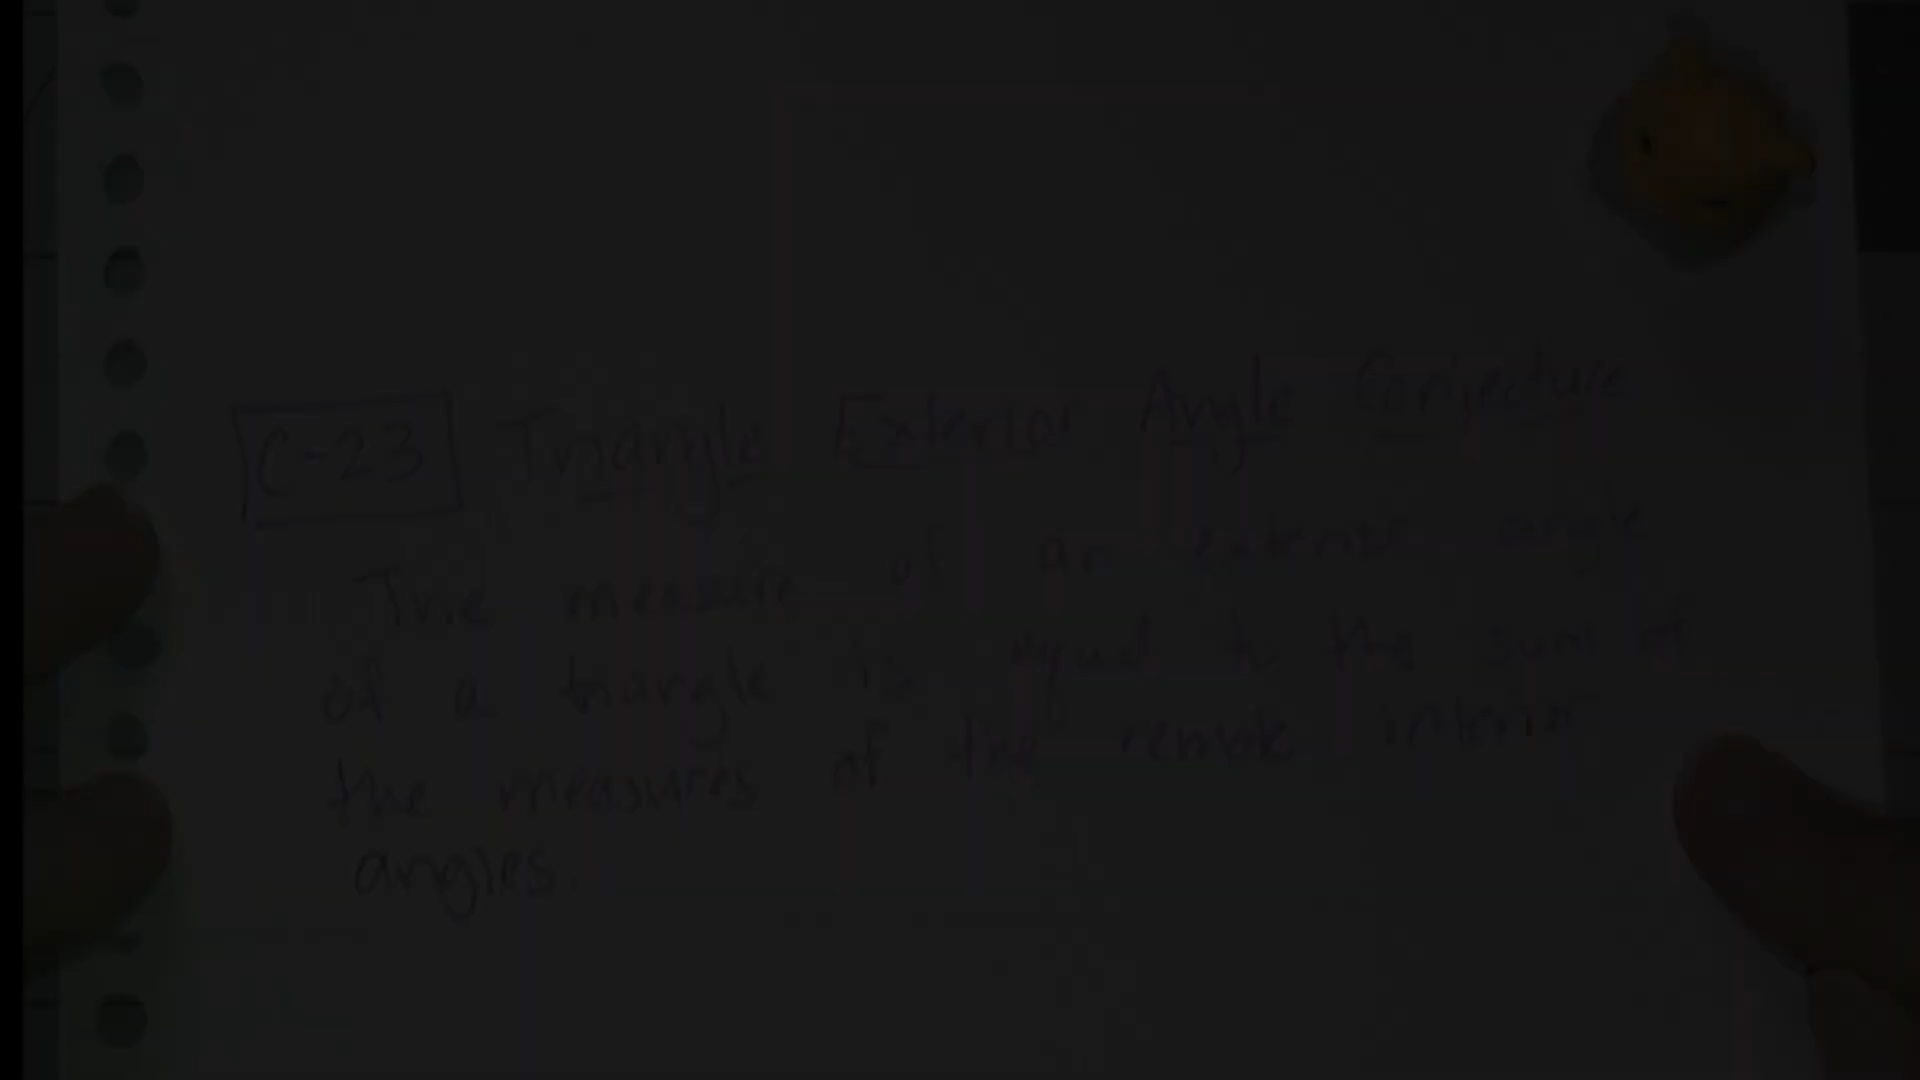 C-23 Triangle Exterior Angle Conjecture
The measure of an exterior angle
of a triangle is equal to the sum of
the measures of the remote interior
angles.